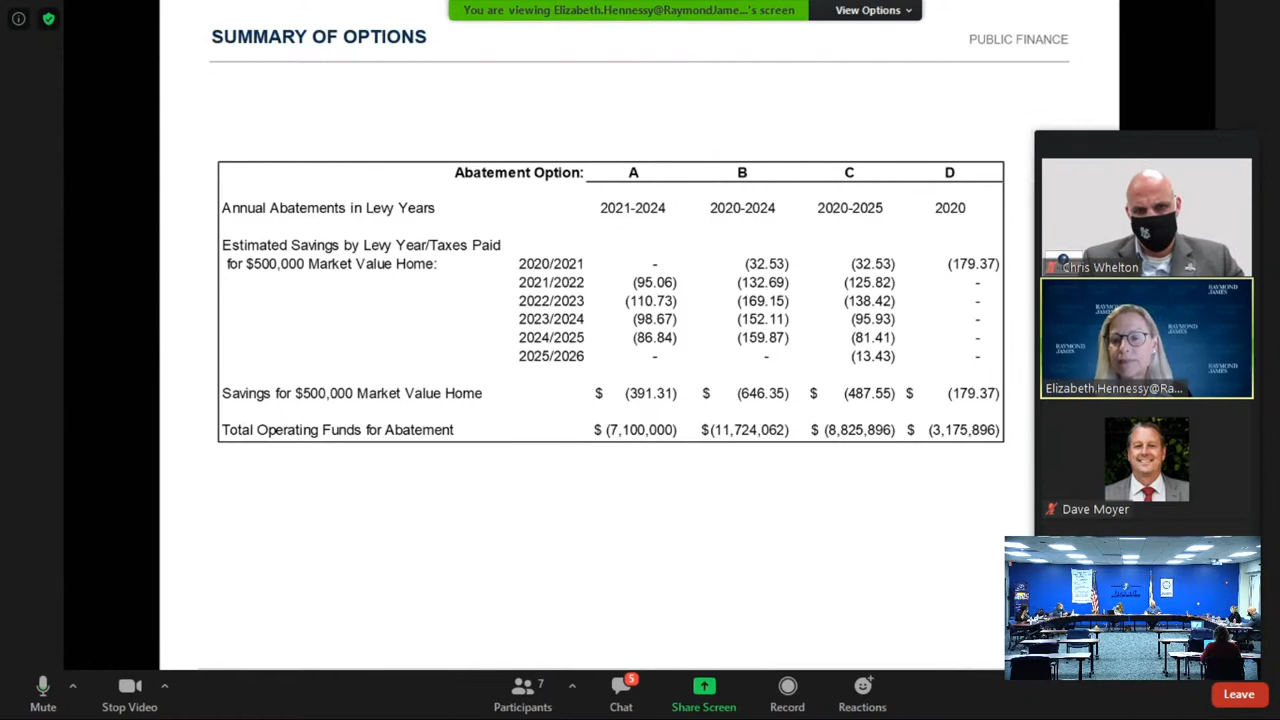 You are viewing Elizabeth.Hennessy@RaymondJame...'s screen
View Options
SUMMARY OF OPTIONS
PUBLIC FINANCE
Abatement Option: A B C D
Annual Abatements in Levy Years 2021-2024 2020-2024 2020-2025 2020
Estimated Savings by Levy Year/Taxes Paid
for $500,000 Market Value Home: 2020/2021 - (32.53) (32.53) (179.37)
2021/2022 (95.06) (132.69) (125.82) -
2022/2023 (110.73) (169.15) (138.42) -
2023/2024 (98.67) (152.11) (95.93) -
2024/2025 (86.84) (159.87) (81.41) -
2025/2026 - - (13.43) -
Savings for $500,000 Market Value Home $ (391.31) $ (646.35) $ (487.55) $ (179.37)
Total Operating Funds for Abatement $ (7,100,000) $(11,724,062) $ (8,825,896) $ (3,175,896)
Chris Whelton
RAYMOND
JAMES
RAYMOND
JAMES
RAYMOND
JAMES
Elizabeth.Hennessy@Ra...
Dave Moyer
Mute
Stop Video
7
Participants
5
Chat
Share Screen
Record
Reactions
Leave